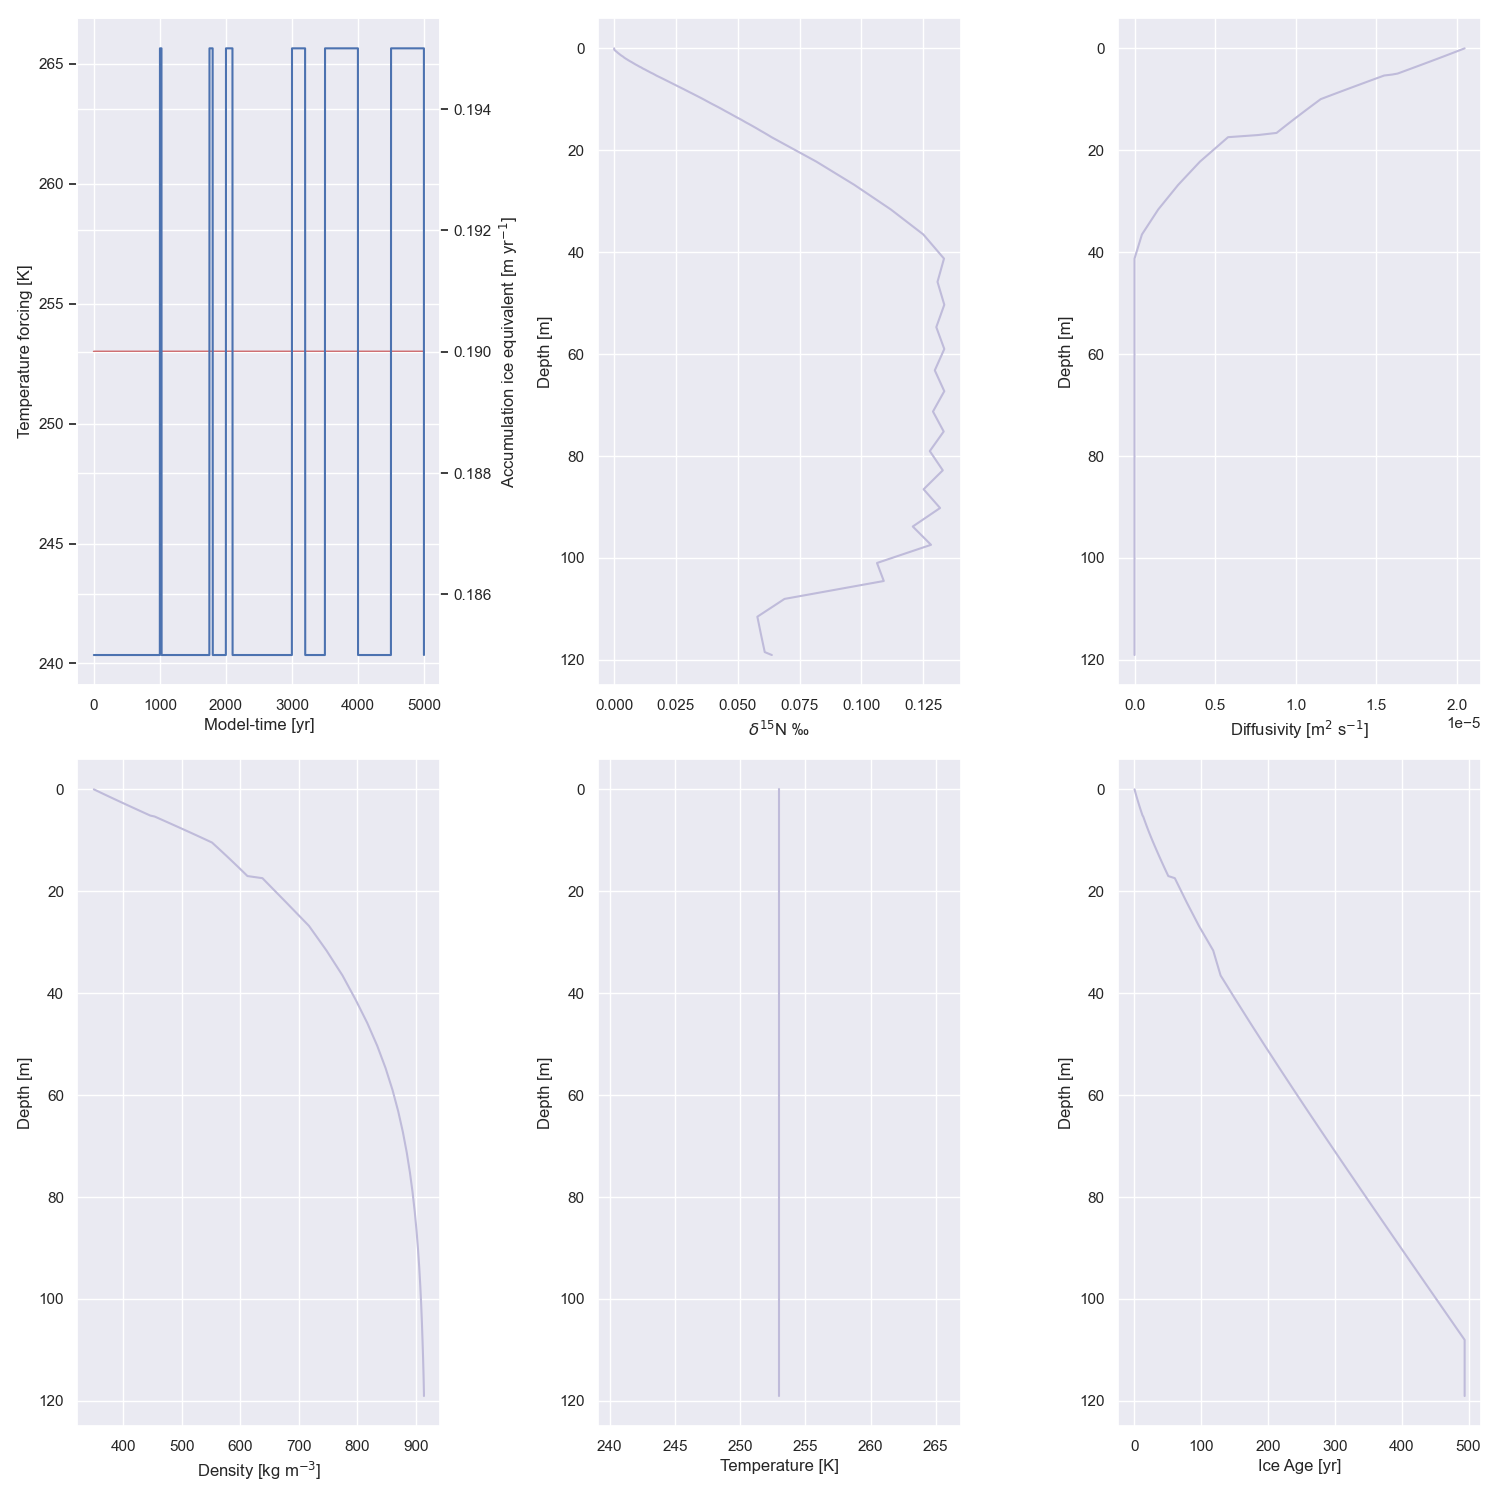 265
260
255
250
245
240
Temperature forcing [K]
0 1000 2000 3000 4000 5000
Model-time [yr]
0.194
0.192
0.190
0.188
0.186
Accumulation ice equivalent [m yr⁻¹]
0
20
40
60
80
100
120
Depth [m]
0.000 0.025 0.050 0.075 0.100 0.125
δ¹⁵N ‰
0
20
40
60
80
100
120
Depth [m]
0.0 0.5 1.0 1.5 2.0
1e−5
Diffusivity [m² s⁻¹]
0
20
40
60
80
100
120
Depth [m]
400 500 600 700 800 900
Density [kg m⁻³]
0
20
40
60
80
100
120
Depth [m]
240 245 250 255 260 265
Temperature [K]
0
20
40
60
80
100
120
Depth [m]
0 100 200 300 400 500
Ice Age [yr]